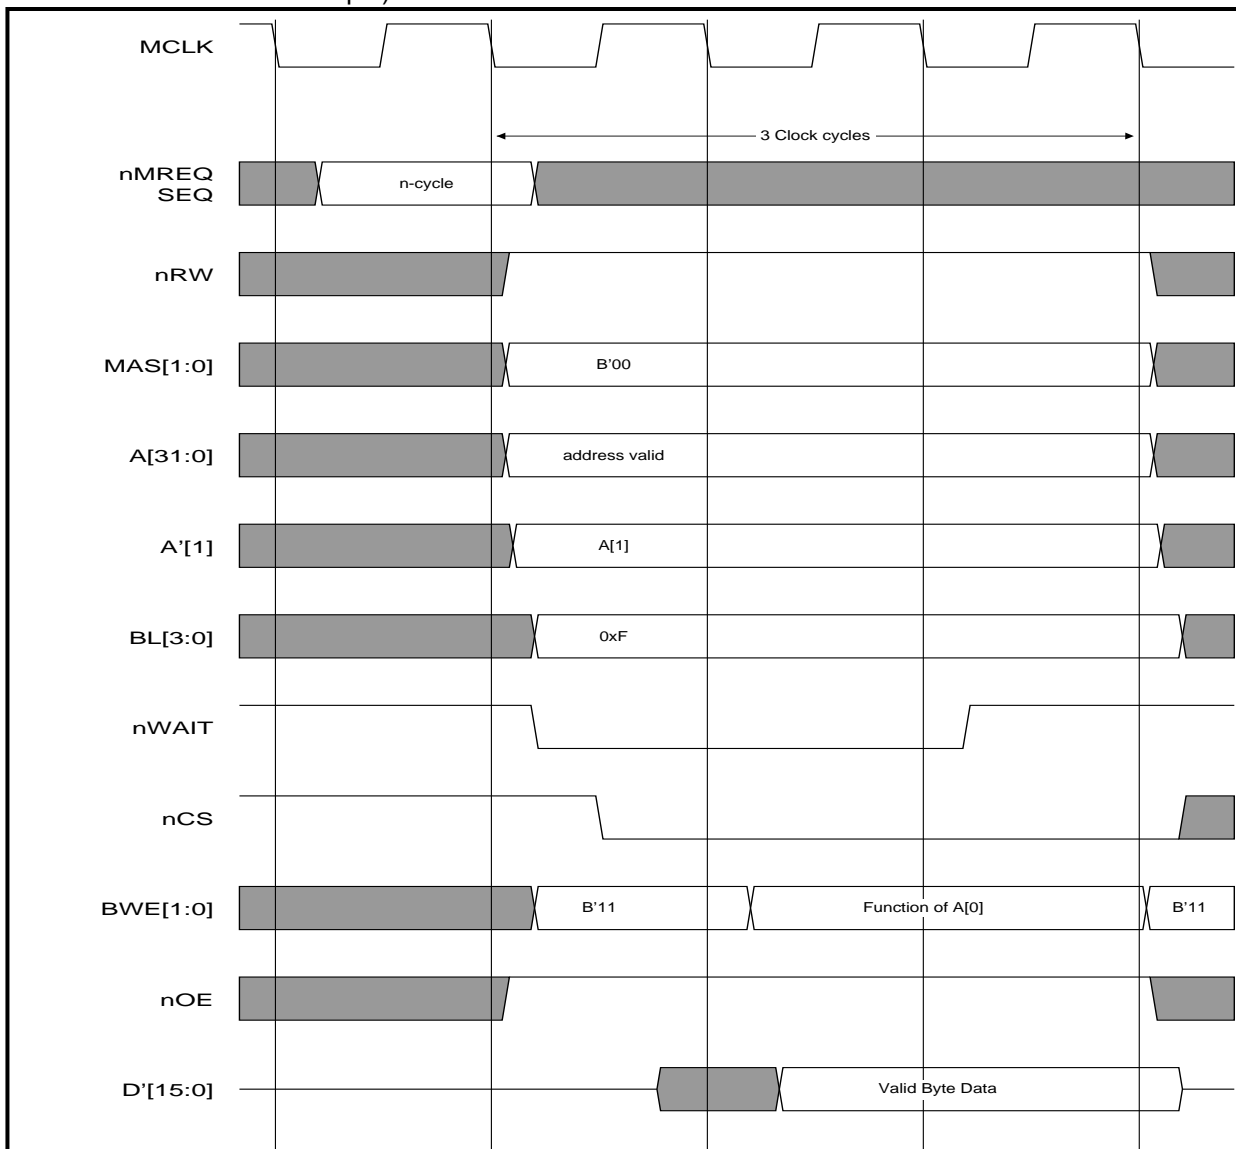 MCLK
3 Clock cycles
nMREQ
SEQ
n-cycle
nRW
MAS[1:0]
B'00
A[31:0]
address valid
A'[1]
A[1]
BL[3:0]
0xF
nWAIT
nCS
BWE[1:0]
B'11
Function of A[0]
B'11
nOE
D'[15:0]
Valid Byte Data